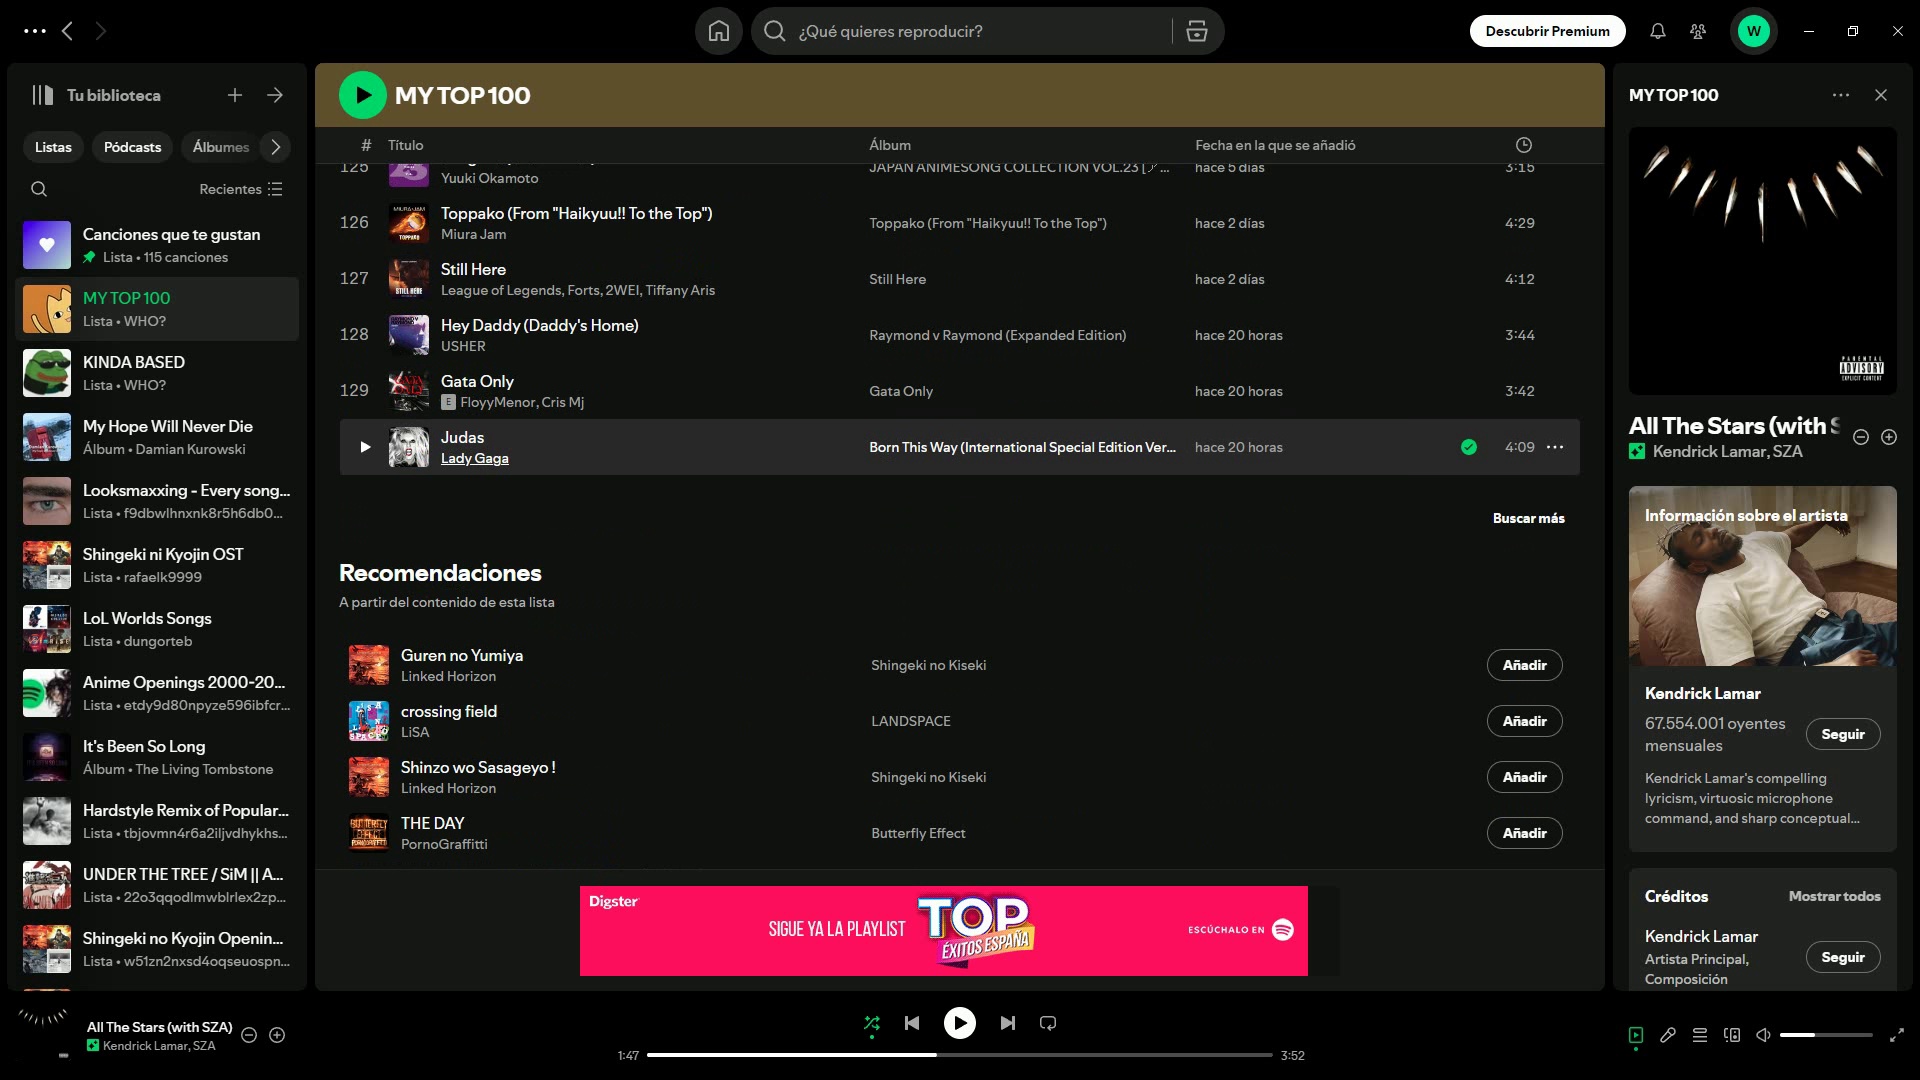 ¿Qué quieres reproducir?
Descubrir Premium
W
Tu biblioteca
Listas
Pódcasts
Álbumes
Recientes
Canciones que te gustan
Lista • 115 canciones
MY TOP 100
Lista • WHO?
KINDA BASED
Lista • WHO?
My Hope Will Never Die
Álbum • Damian Kurowski
Looksmaxxing - Every song...
Lista • f9dbwlhnxnk8r5h6db0...
Shingeki ni Kyojin OST
Lista • rafaelk9999
LoL Worlds Songs
Lista • dungorteb
Anime Openings 2000-20...
Lista • etdy9d80npyze596ibfcr...
It's Been So Long
Álbum • The Living Tombstone
Hardstyle Remix of Popular...
Lista • tbjovmn4r6a2iljvdhykhs...
UNDER THE TREE / SiM || A...
Lista • 22o3qqodlmwblrlex2zp...
Shingeki no Kyojin Openin...
Lista • w51zn2nxsd4oqseuospn...
MY TOP 100
# Título Álbum Fecha en la que se añadió
125 JAPAN ANIMESONG COLLECTION VOL.23 hace 5 días 3:15
Yuuki Okamoto
126 Toppako (From "Haikyuu!! To the Top") Toppako (From "Haikyuu!! To the Top") hace 2 días 4:29
Miura Jam
127 Still Here Still Here hace 2 días 4:12
League of Legends, Forts, 2WEI, Tiffany Aris
128 Hey Daddy (Daddy's Home) Raymond v Raymond (Expanded Edition) hace 20 horas 3:44
USHER
129 Gata Only Gata Only hace 20 horas 3:42
E FloyyMenor, Cris Mj
Judas Born This Way (International Special Edition Ver... hace 20 horas 4:09
Lady Gaga
Buscar más
Recomendaciones
A partir del contenido de esta lista
Guren no Yumiya Shingeki no Kiseki Añadir
Linked Horizon
crossing field LANDSPACE Añadir
LiSA
Shinzo wo Sasageyo ! Shingeki no Kiseki Añadir
Linked Horizon
THE DAY Butterfly Effect Añadir
PornoGraffitti
Digster
SIGUE YA LA PLAYLIST
TOP
ÉXITOS ESPAÑA
ESCÚCHALO EN
MY TOP 100
PARENTAL
ADVISORY
EXPLICIT CONTENT
All The Stars (with S
Kendrick Lamar, SZA
Información sobre el artista
Kendrick Lamar
67.554.001 oyentes
mensuales
Seguir
Kendrick Lamar's compelling
lyricism, virtuosic microphone
command, and sharp conceptual...
Créditos Mostrar todos
Kendrick Lamar
Artista Principal,
Composición
Seguir
All The Stars (with SZA)
Kendrick Lamar, SZA
1:47
3:52